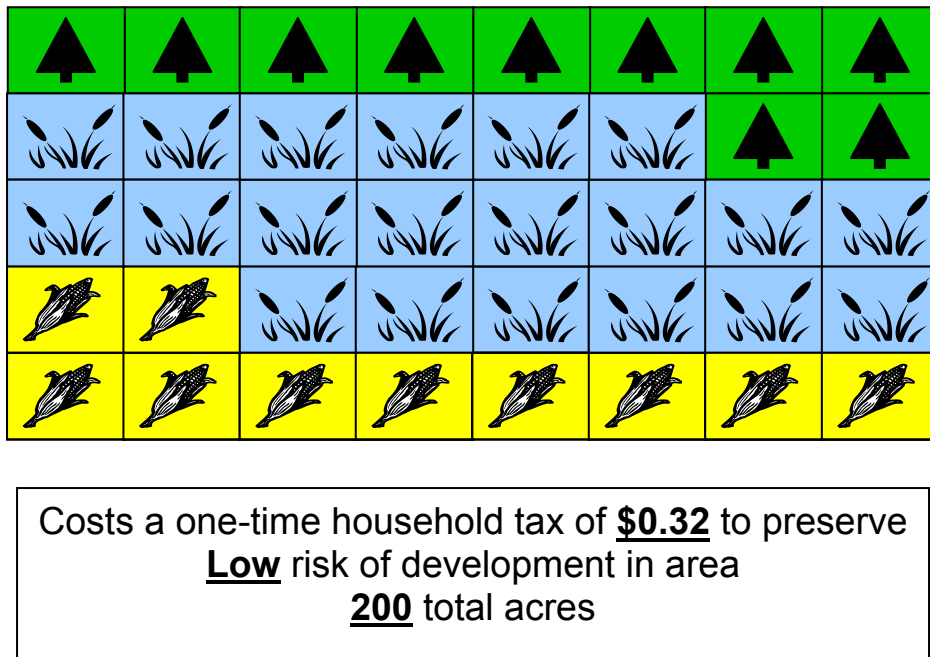 Costs a one-time household tax of $0.32 to preserve
Low risk of development in area
200 total acres